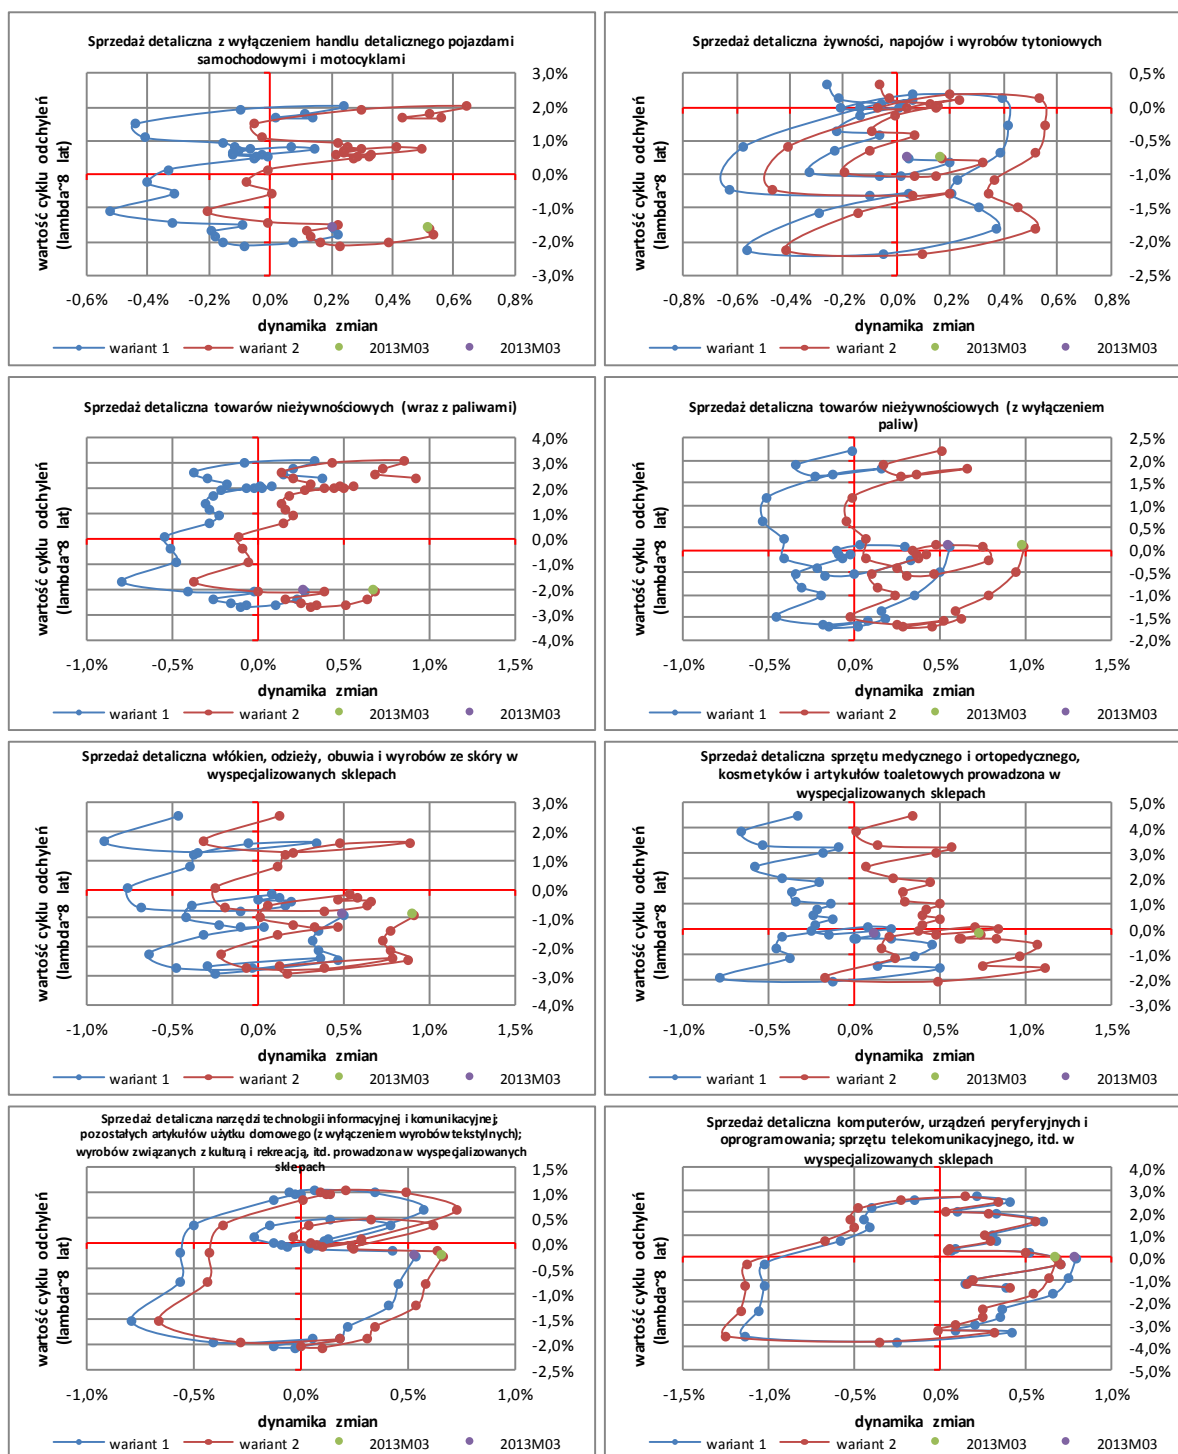 Sprzedaż detaliczna z wyłączeniem handlu detalicznego pojazdami
samochodowymi i motocyklami
wartość cyklu odchyleń
(lambda~8 lat)
3,0%
2,0%
1,0%
0,0%
-1,0%
-2,0%
-3,0%
-0,6% -0,4% -0,2% 0,0% 0,2% 0,4% 0,6% 0,8%
dynamika zmian
wariant 1 wariant 2 2013M03 2013M03
Sprzedaż detaliczna żywności, napojów i wyrobów tytoniowych
wartość cyklu odchyleń
(lambda~8 lat)
0,5%
0,0%
-0,5%
-1,0%
-1,5%
-2,0%
-2,5%
-0,8% -0,6% -0,4% -0,2% 0,0% 0,2% 0,4% 0,6% 0,8%
dynamika zmian
wariant 1 wariant 2 2013M03 2013M03
Sprzedaż detaliczna towarów nieżywnościowych (wraz z paliwami)
wartość cyklu odchyleń
(lambda~8 lat)
4,0%
3,0%
2,0%
1,0%
0,0%
-1,0%
-2,0%
-3,0%
-4,0%
-1,0% -0,5% 0,0% 0,5% 1,0% 1,5%
dynamika zmian
wariant 1 wariant 2 2013M03 2013M03
Sprzedaż detaliczna towarów nieżywnościowych (z wyłączeniem
paliw)
wartość cyklu odchyleń
(lambda~8 lat)
2,5%
2,0%
1,5%
1,0%
0,5%
0,0%
-0,5%
-1,0%
-1,5%
-2,0%
-1,0% -0,5% 0,0% 0,5% 1,0% 1,5%
dynamika zmian
wariant 1 wariant 2 2013M03 2013M03
Sprzedaż detaliczna włókien, odzieży, obuwia i wyrobów ze skóry w
wyspecjalizowanych sklepach
wartość cyklu odchyleń
(lambda~8 lat)
3,0%
2,0%
1,0%
0,0%
-1,0%
-2,0%
-3,0%
-4,0%
-1,0% -0,5% 0,0% 0,5% 1,0% 1,5%
dynamika zmian
wariant 1 wariant 2 2013M03 2013M03
Sprzedaż detaliczna sprzętu medycznego i ortopedycznego,
kosmetyków i artykułów toaletowych prowadzona w
wyspecjalizowanych sklepach
wartość cyklu odchyleń
(lambda~8 lat)
5,0%
4,0%
3,0%
2,0%
1,0%
0,0%
-1,0%
-2,0%
-3,0%
-1,0% -0,5% 0,0% 0,5% 1,0% 1,5%
dynamika zmian
wariant 1 wariant 2 2013M03 2013M03
Sprzedaż detaliczna narzędzi technologii informacyjnej i komunikacyjnej;
pozostałych artykułów użytku domowego (z wyłączeniem wyrobów tekstylnych);
wyrobów związanych z kulturą i rekreacją, itd. prowadzona w wyspecjalizowanych
sklepach
wartość cyklu odchyleń
(lambda~8 lat)
1,5%
1,0%
0,5%
0,0%
-0,5%
-1,0%
-1,5%
-2,0%
-2,5%
-1,0% -0,5% 0,0% 0,5% 1,0%
dynamika zmian
wariant 1 wariant 2 2013M03 2013M03
Sprzedaż detaliczna komputerów, urządzeń peryferyjnych i
oprogramowania; sprzętu telekomunikacyjnego, itd. w
wyspecjalizowanych sklepach
wartość cyklu odchyleń
(lambda~8 lat)
4,0%
3,0%
2,0%
1,0%
0,0%
-1,0%
-2,0%
-3,0%
-4,0%
-5,0%
-1,5% -1,0% -0,5% 0,0% 0,5% 1,0%
dynamika zmian
wariant 1 wariant 2 2013M03 2013M03